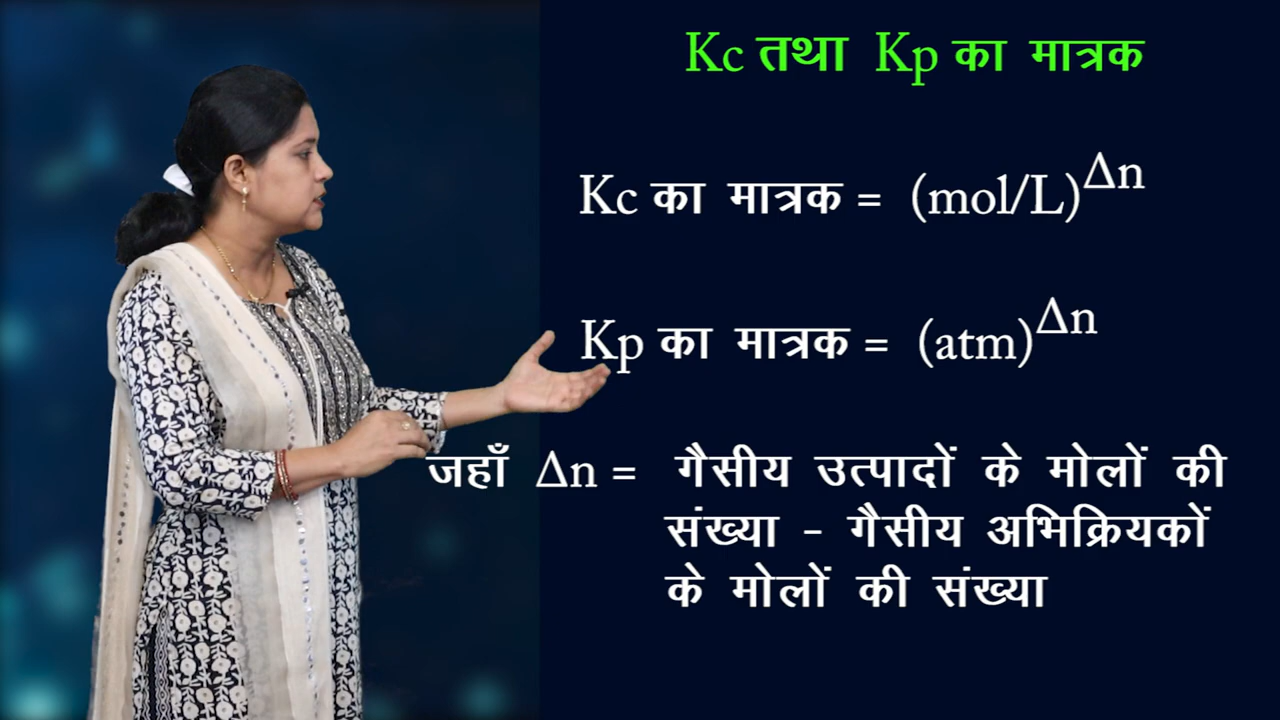 Kc तथा Kp का मात्रक
Kc का मात्रक = (mol/L)^Δn
Kp का मात्रक = (atm)^Δn
जहाँ Δn = गैसीय उत्पादों के मोलों की
संख्या - गैसीय अभिक्रियकों
के मोलों की संख्या